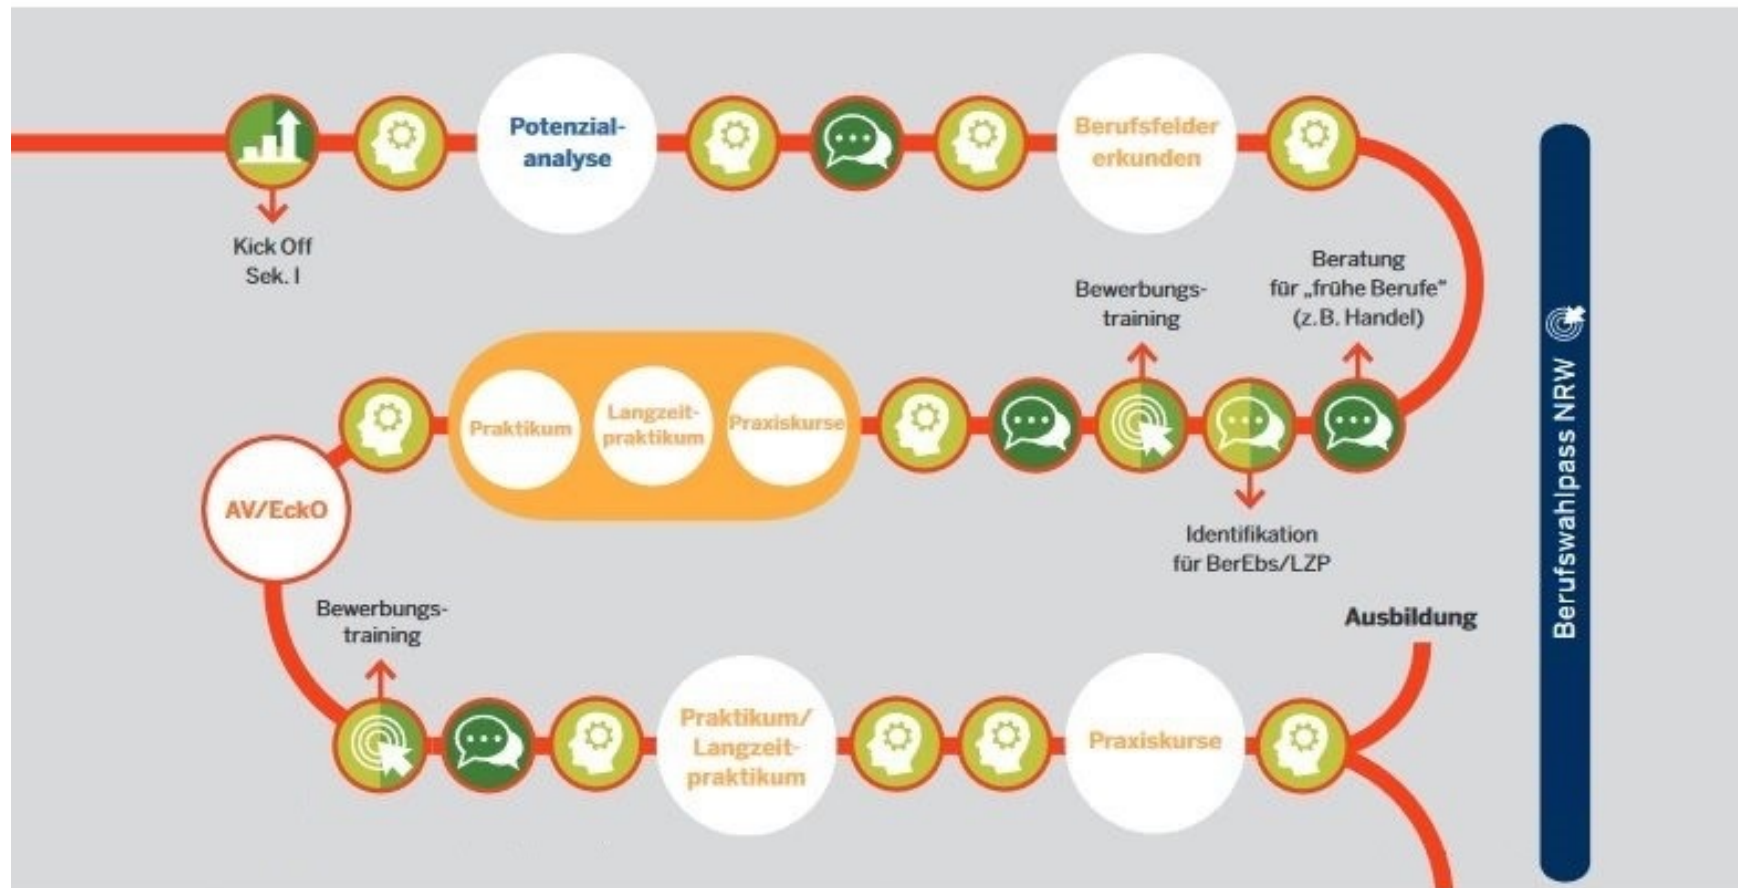 Potenzial-
analyse
Berufsfelder
erkunden
Kick Off
Sek. I
Beratung
für „frühe Berufe“
(z.B. Handel)
Bewerbungs-
training
Praktikum
Langzeit-
praktikum
Praxiskurse
Identifikation
für BerEbs/LZP
AV/EckO
Bewerbungs-
training
Praktikum/
Langzeit-
praktikum
Praxiskurse
Ausbildung
Berufswahlpass NRW